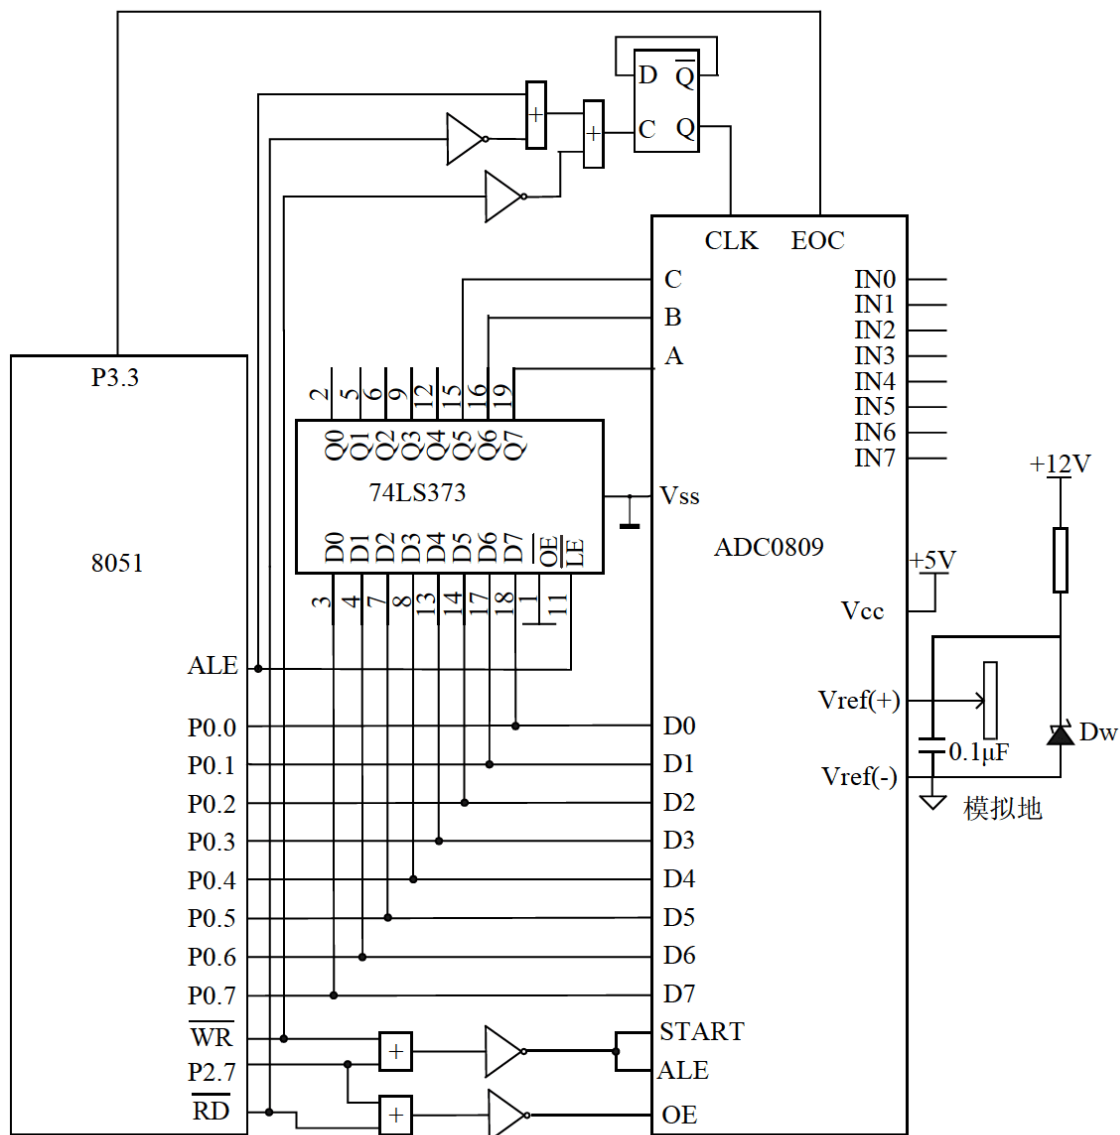 D Q
+
+
C Q
CLK EOC
C
B
A
IN0
IN1
IN2
IN3
IN4
IN5
IN6
IN7
P3.3
2 5 6 9 12 15 16 19
Q0 Q1 Q2 Q3 Q4 Q5 Q6 Q7
74LS373
D0 D1 D2 D3 D4 D5 D6 D7 OE LE
3 4 7 8 13 14 17 18 1 11
Vss
ADC0809
8051
+12V
+5V
Vcc
Vref(+)
Dw
0.1μF
Vref(-)
模拟地
ALE
P0.0 D0
P0.1 D1
P0.2 D2
P0.3 D3
P0.4 D4
P0.5 D5
P0.6 D6
P0.7 D7
WR START
+
P2.7 ALE
RD OE
+